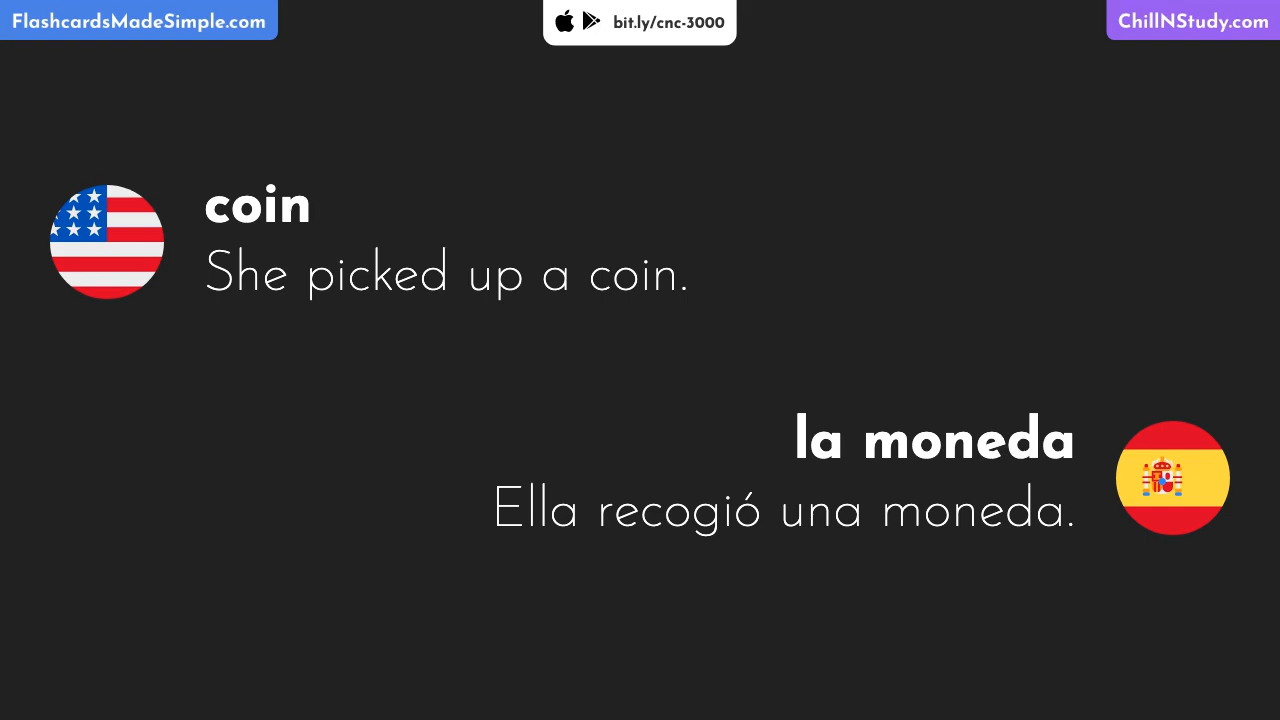 FlashcardsMadeSimple.com
bit.ly/cnc-3000
ChillNStudy.com
coin
She picked up a coin.
la moneda
Ella recogió una moneda.